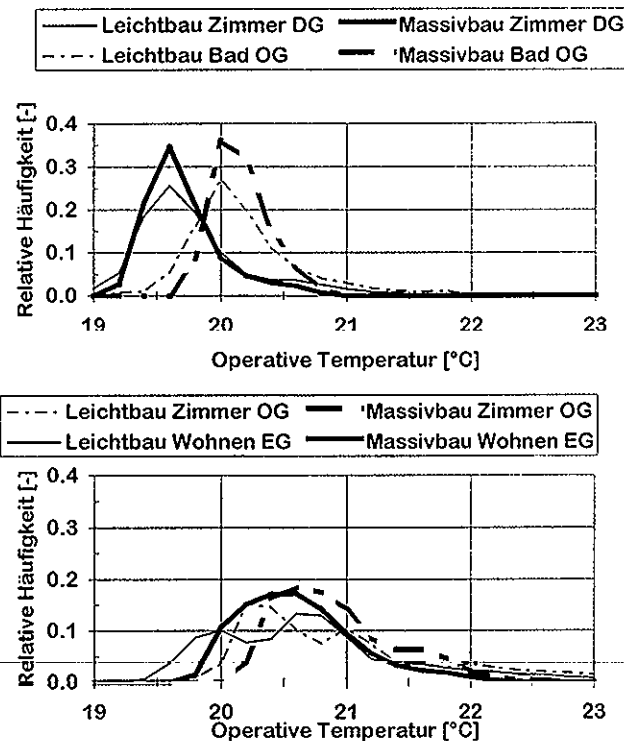 Leichtbau Zimmer DG Massivbau Zimmer DG
Leichtbau Bad OG Massivbau Bad OG
Relative Häufigkeit [-]
0.4
0.3
0.2
0.1
0.0
19 20 21 22 23
Operative Temperatur [°C]
Leichtbau Zimmer OG Massivbau Zimmer OG
Leichtbau Wohnen EG Massivbau Wohnen EG
Relative Häufigkeit [-]
0.4
0.3
0.2
0.1
0.0
19 20 21 22 23
Operative Temperatur [°C]